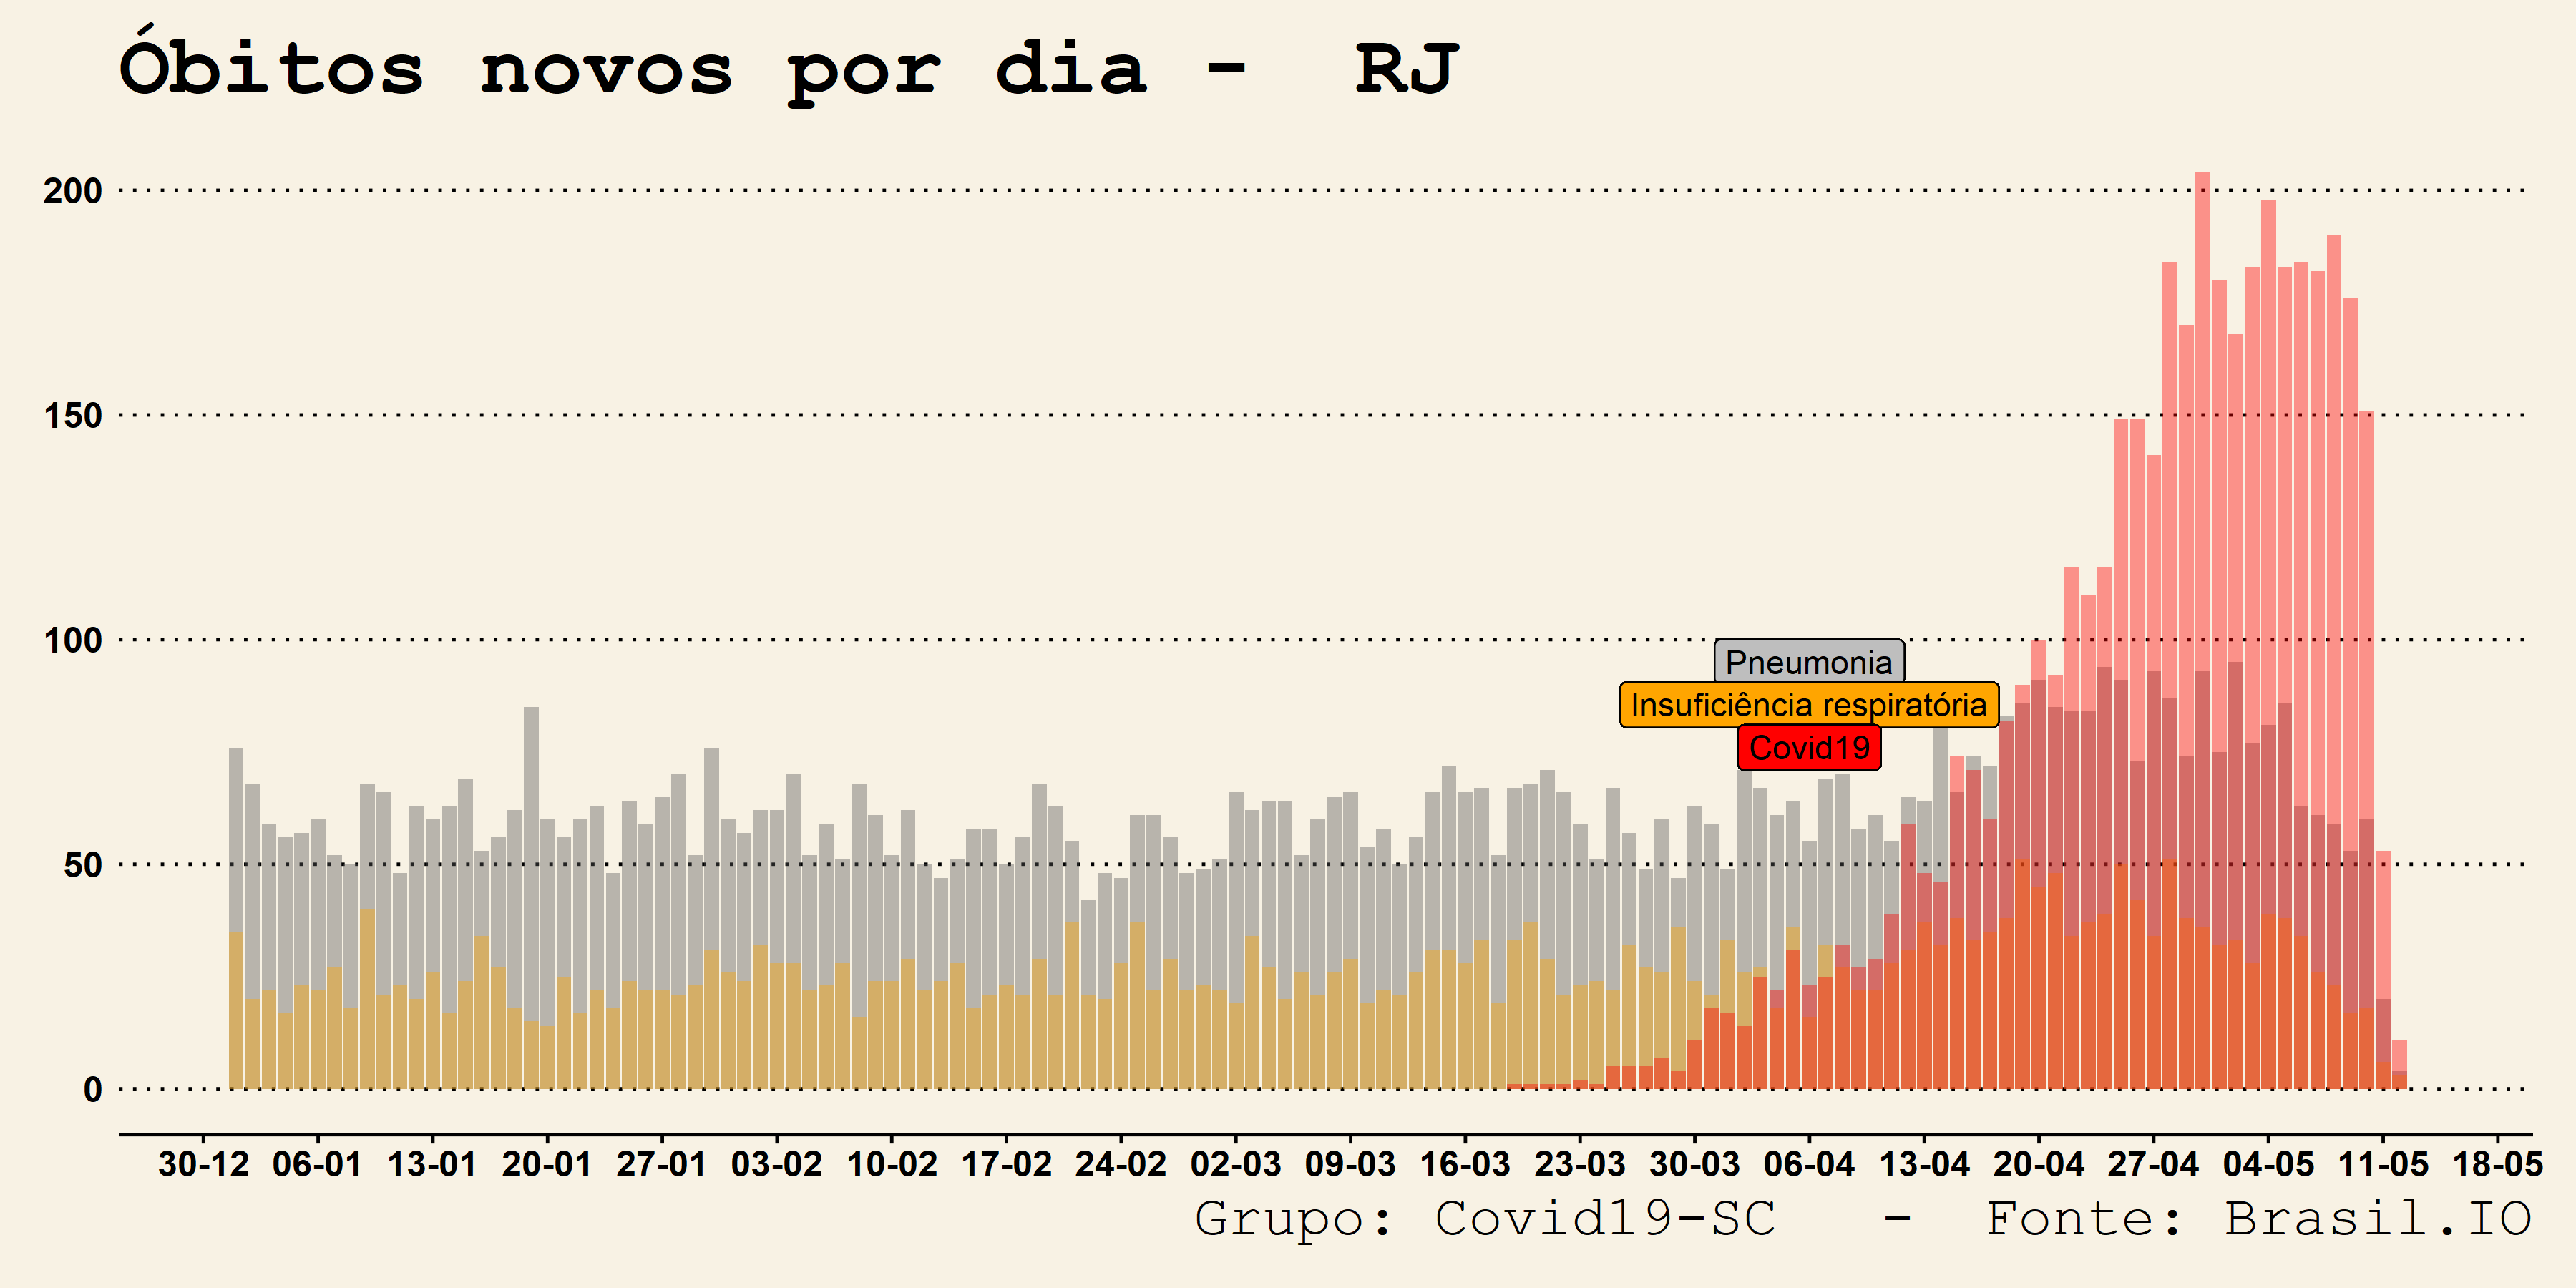 Óbitos novos por dia -  RJ
200
150
100
50
0
Pneumonia
Insuficiência respiratória
Covid19
30-12 06-01 13-01 20-01 27-01 03-02 10-02 17-02 24-02 02-03 09-03 16-03 23-03 30-03 06-04 13-04 20-04 27-04 04-05 11-05 18-05
Grupo: Covid19-SC   -  Fonte: Brasil.IO